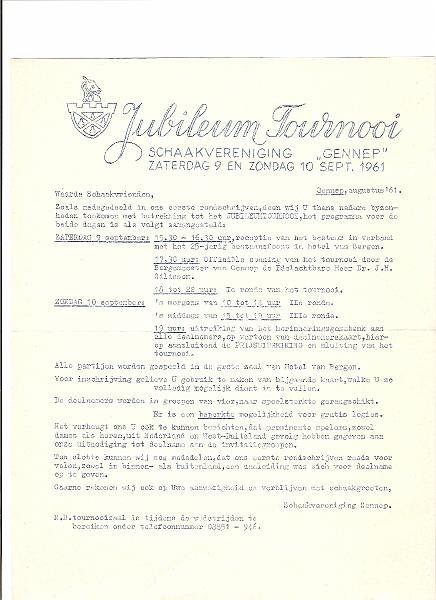 Jubileum Tournooi
SCHAAKVERENIGING „GENNEP"
ZATERDAG 9 EN ZONDAG 10 SEPT. 1961
Gennep, augustus '61.
Waarde Schaakvrienden,
Zoals medegedeeld in ons eerste rondschrijven, doen wij U thans nadere byzon-
heden toekomen met betrekking tot het JUBILEUMTOURNOOI, het programma voor de
beide dagen is als volgt samengesteld:
ZATERDAG 9 september: 15.30 - 16.30 uur, receptie van het bestuur in verband
met het 25-jarig bestaansfeest in hotel van Bergen.
17.30 uur: Officiële opening van het tournooi door de
Burgemeester van Gennep de Edelachtbare Heer Dr. J.H.
Gilissen.
18 tot 22 uur: Ie ronde van het tournooi.
ZONDAG 10 september: 's morgens van 10 tot 14 uur IIe ronde.
's middags van 15 tot 19 uur IIIe ronde.
19 uur: uitreiking van het herinneringsgeschenk aan
alle deelnemers, op vertoon van deelnemerskaart, hier-
op aansluitend de PRIJSUITREIKING en sluiting van het
tournooi.
Alle partijen worden gespeeld in de grote zaal van Hotel van Bergen.
Voor inschrijving gelieve U gebruik te maken van bijgaande kaart, welke U ze
volledig mogelijk dient in te vullen.
De deelnemers worden in groepen van vier, naar speelsterkte gerangschikt.
Er is een beperkte mogelijkheid voor gratis logies.
Het verheugt ons U ook te kunnen berichten, dat prominente spelers, zowel
dames als heren, uit Nederland en West-Duitsland gevolg hebben gegeven aan
onze uitnodiging tot deelname aan de invitatiegroepen.
Ten slotte kunnen wij nog mededelen, dat ons eerste rondschrijven reeds voor
velen, zowel in binnen- als buitenland, een aanleiding was zich voor deelname
op te geven.
Gaarne rekenen wij ook op Uwe aanwezigheid en verblijven met schaakgroeten,
Schaakvereniging Gennep.
N.B. tournooizaal is tijdens de wedstrijden te
bereiken onder telefoonnummer 08851 - 946.